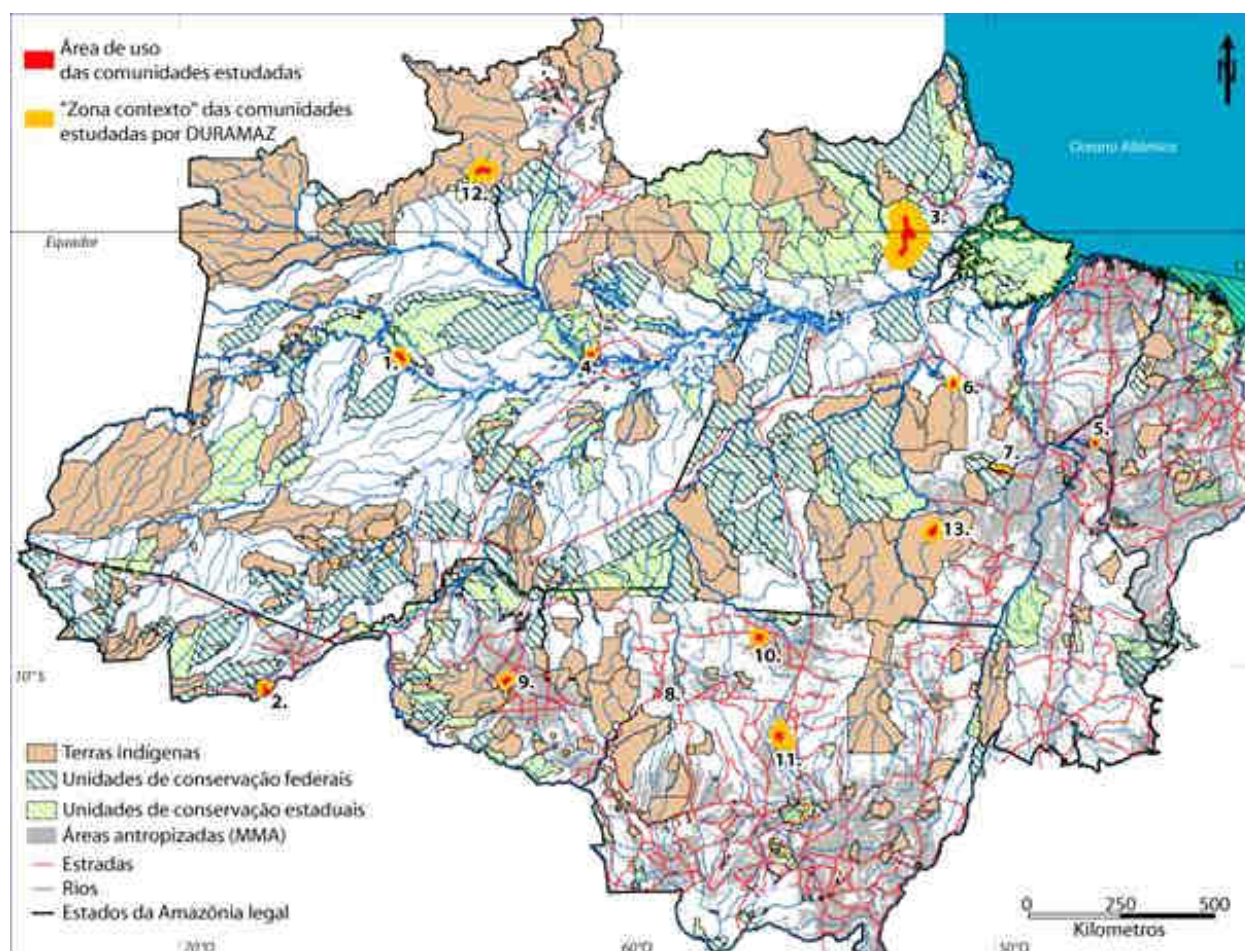 Área de uso
das comunidades estudadas
"Zona contexto" das comunidades
estudadas por DURAMAZ
N
Oceano Atlântico
12.
3.
Equador
1.
4.
6.
5.
7.
13.
10.
10° S
9.
8.
2.
11.
Terras indígenas
Unidades de conservação federais
Unidades de conservação estaduais
Áreas antropizadas (MMA)
Estradas
Rios
Estados da Amazônia legal
0 250 500
Kilometros
70°O
60°O
50°O